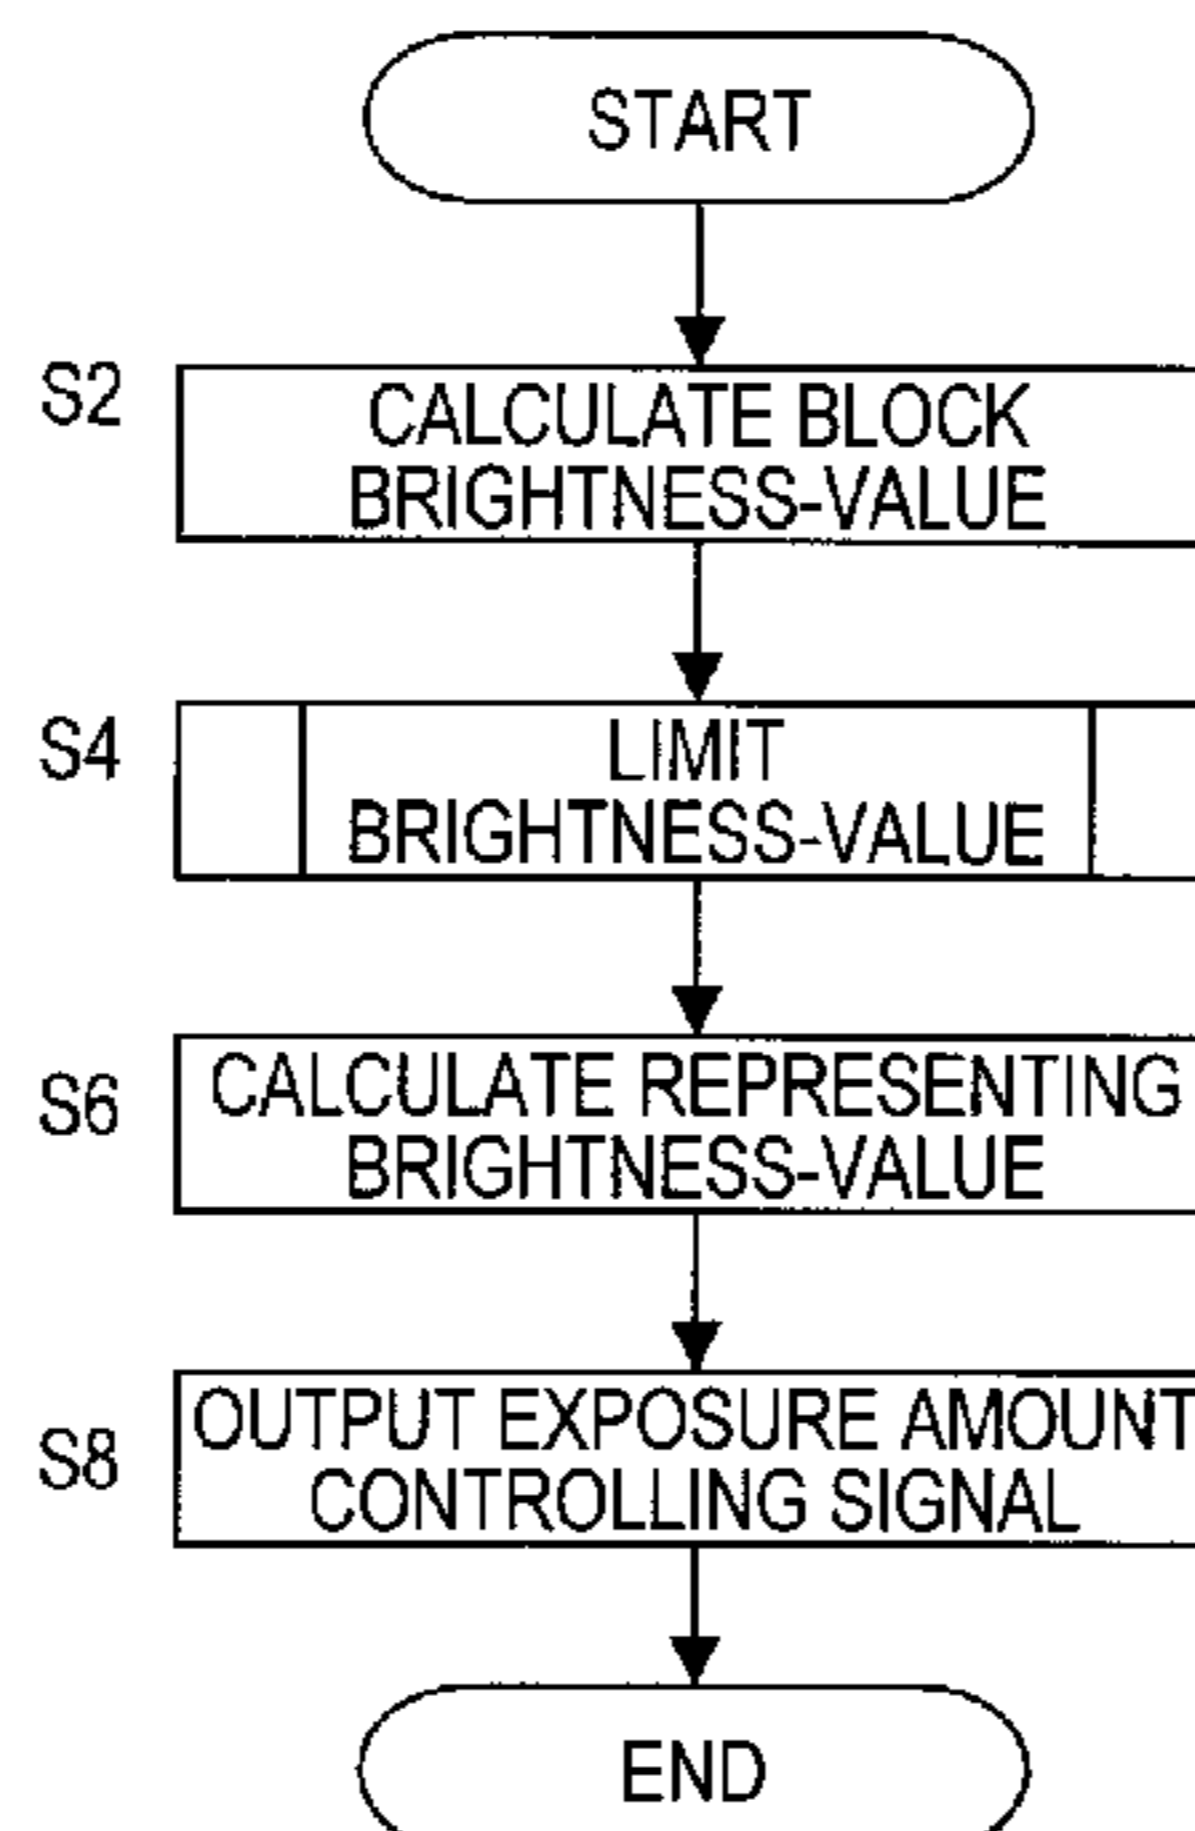 START
S2
CALCULATE BLOCK
BRIGHTNESS-VALUE
S4
LIMIT
BRIGHTNESS-VALUE
S6
CALCULATE REPRESENTING
BRIGHTNESS-VALUE
S8
OUTPUT EXPOSURE AMOUNT
CONTROLLING SIGNAL
END